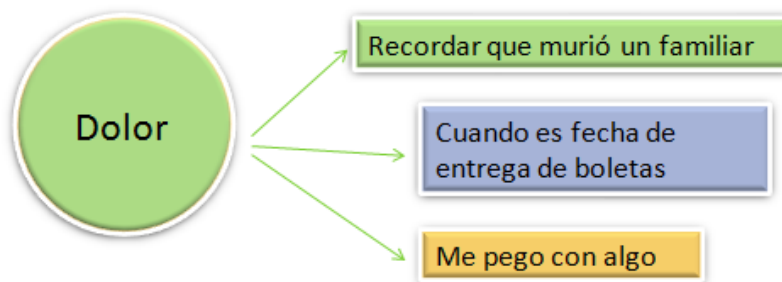 Dolor
Recordar que murió un familiar
Cuando es fecha de
entrega de boletas
Me pego con algo